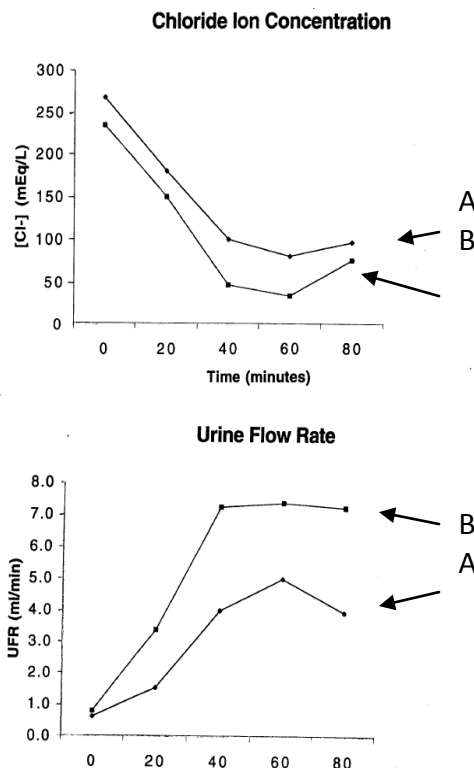 Chloride Ion Concentration
300
250
200
150
100
50
0
[Cl-] (mEq/L)
A
B
0 20 40 60 80
Time (minutes)
Urine Flow Rate
8.0
7.0
6.0
5.0
4.0
3.0
2.0
1.0
0.0
UFR (ml/min)
B
A
0 20 40 60 80